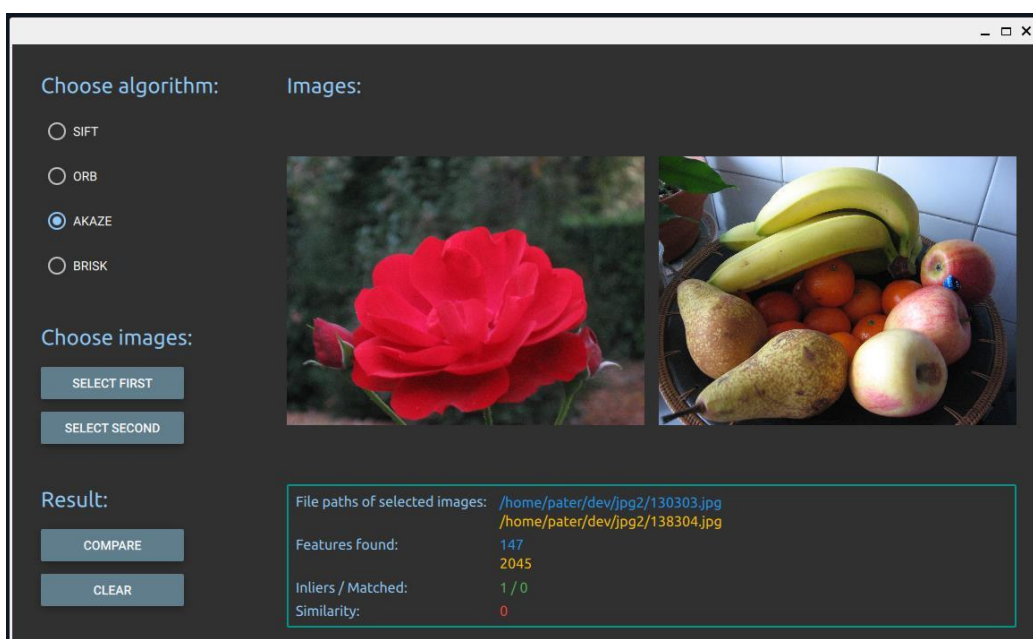 Choose algorithm:
SIFT
ORB
AKAZE
BRISK
Choose images:
SELECT FIRST
SELECT SECOND
Result:
COMPARE
CLEAR
Images:
File paths of selected images: /home/pater/dev/jpg2/130303.jpg
/home/pater/dev/jpg2/138304.jpg
Features found: 147
2045
Inliers / Matched: 1 / 0
Similarity: 0